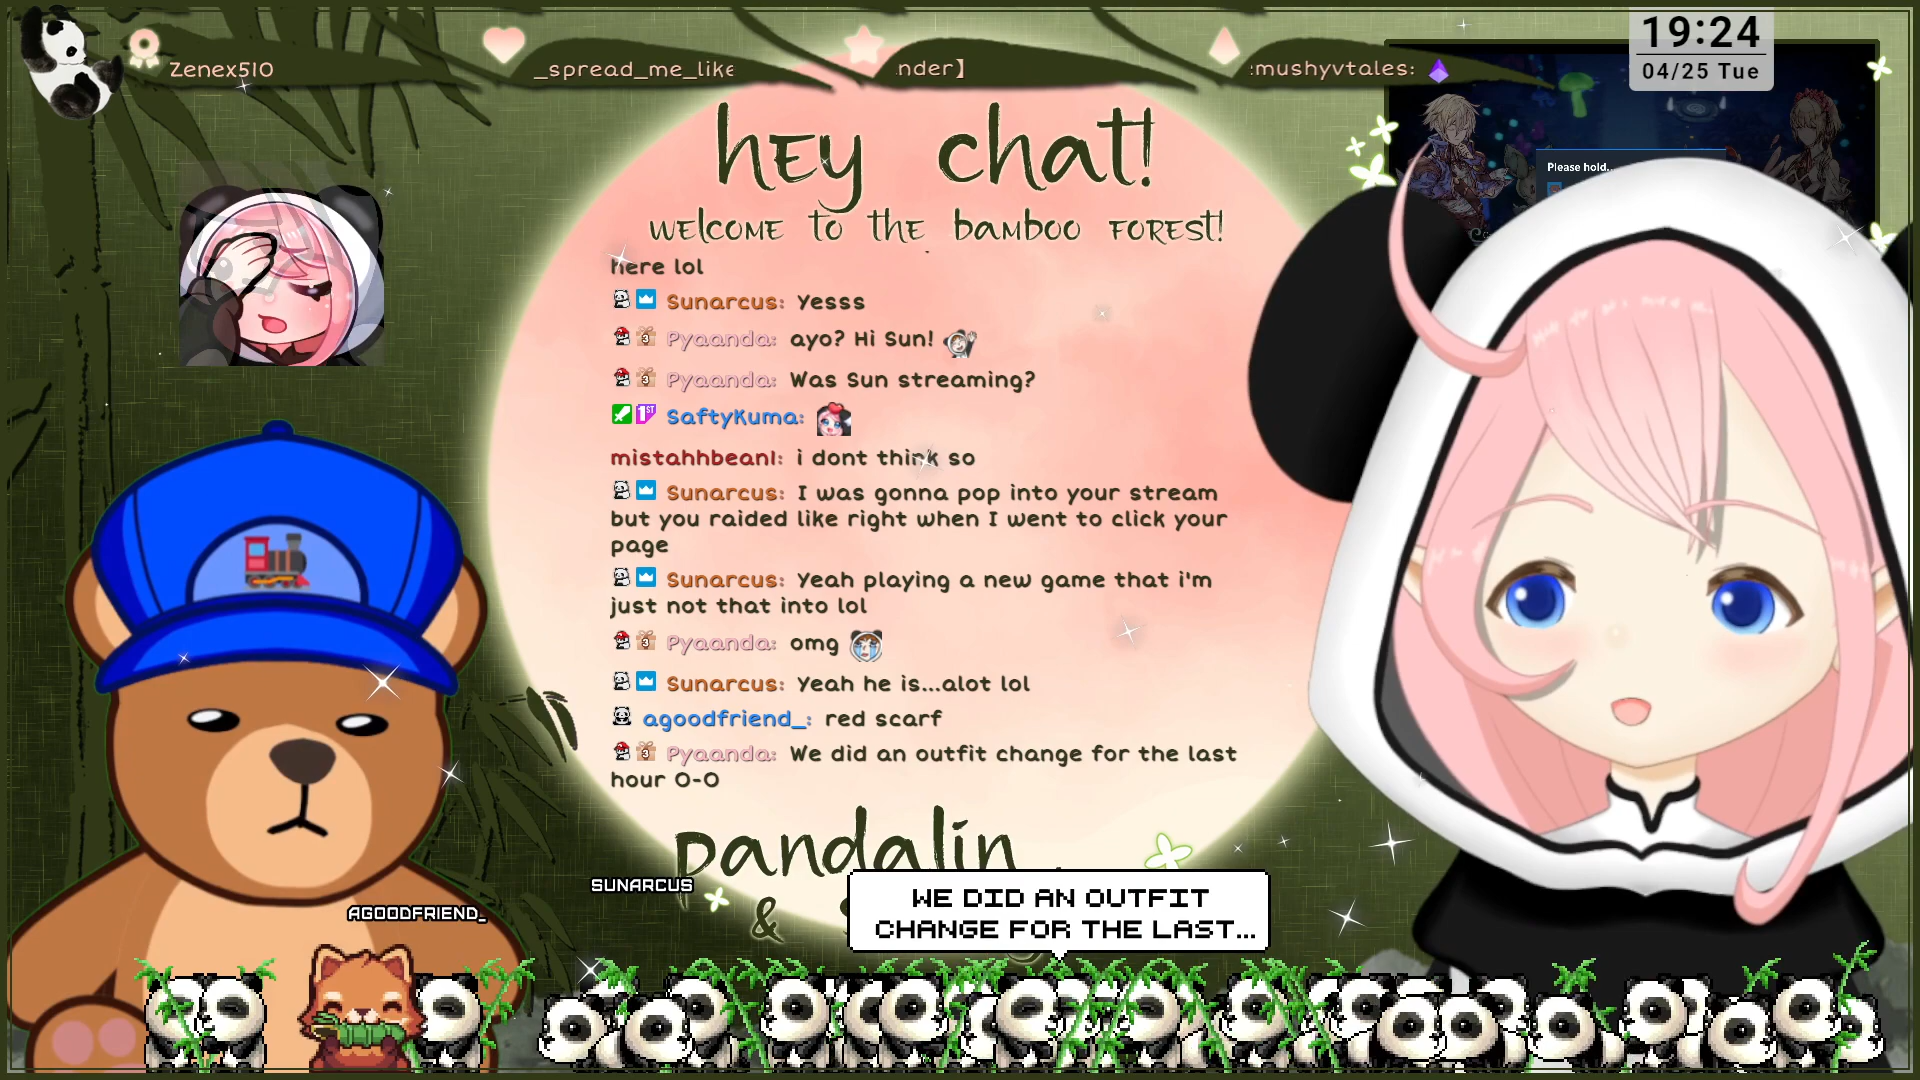 19:24
04/25 Tue
Zenex510
_spread_me_like
nder】
mushyvtales:
Please hold...
hey chat!
welcome to the bamboo forest!
here lol
Sunarcus: Yesss
Pyaanda: ayo? Hi Sun!
Pyaanda: Was Sun streaming?
1ST SaftyKuma:
mistahhbean1: i dont think so
Sunarcus: I was gonna pop into your stream
but you raided like right when I went to click your
page
Sunarcus: Yeah playing a new game that i'm
just not that into lol
Pyaanda: omg
Sunarcus: Yeah he is...alot lol
agoodfriend_: red scarf
Pyaanda: We did an outfit change for the last
hour O-O
pandalin
&
SUNARCUS
AGOODFRIEND_
WE DID AN OUTFIT
CHANGE FOR THE LAST...